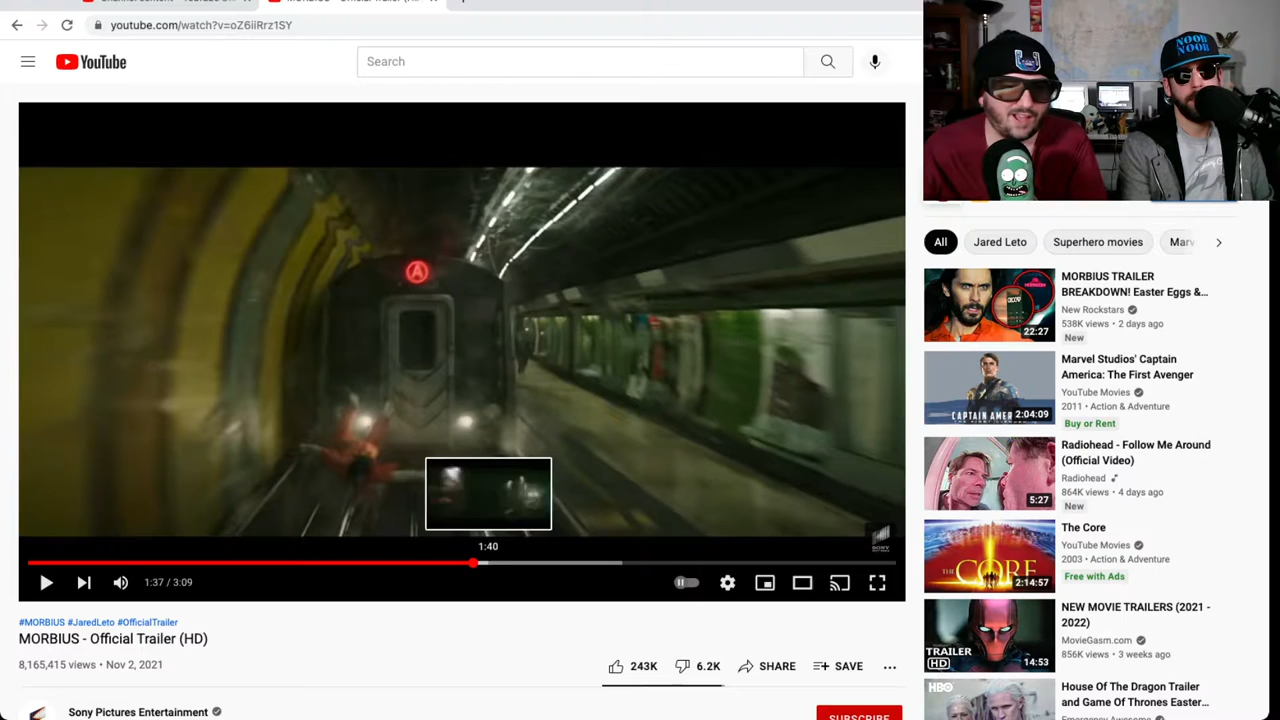 youtube.com/watch?v=oZ6iiRrz1SY
YouTube
Search
NOOB
NOOB
A
SONY
1:40
1:37 / 3:09
#MORBIUS #JaredLeto #OfficialTrailer
MORBIUS - Official Trailer (HD)
8,165,415 views • Nov 2, 2021
243K
6.2K
SHARE
SAVE
Sony Pictures Entertainment
SUBSCRIBE
All
Jared Leto
Superhero movies
MORBIUS TRAILER
BREAKDOWN! Easter Eggs &...
New Rockstars
538K views • 2 days ago
New
22:27
Marvel Studios' Captain
America: The First Avenger
YouTube Movies
2011 • Action & Adventure
Buy or Rent
2:04:09
Radiohead - Follow Me Around
(Official Video)
Radiohead
864K views • 4 days ago
New
5:27
The Core
YouTube Movies
2003 • Action & Adventure
Free with Ads
THE CORE
2:14:57
NEW MOVIE TRAILERS (2021 -
2022)
MovieGasm.com
856K views • 3 weeks ago
TRAILER
HD
14:53
HBO
House Of The Dragon Trailer
and Game Of Thrones Easter...